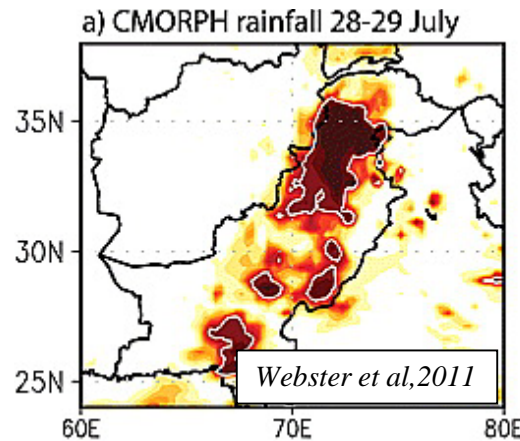 a) CMORPH rainfall 28-29 July
35N
30N
25N
Webster et al,2011
60E
70E
80E